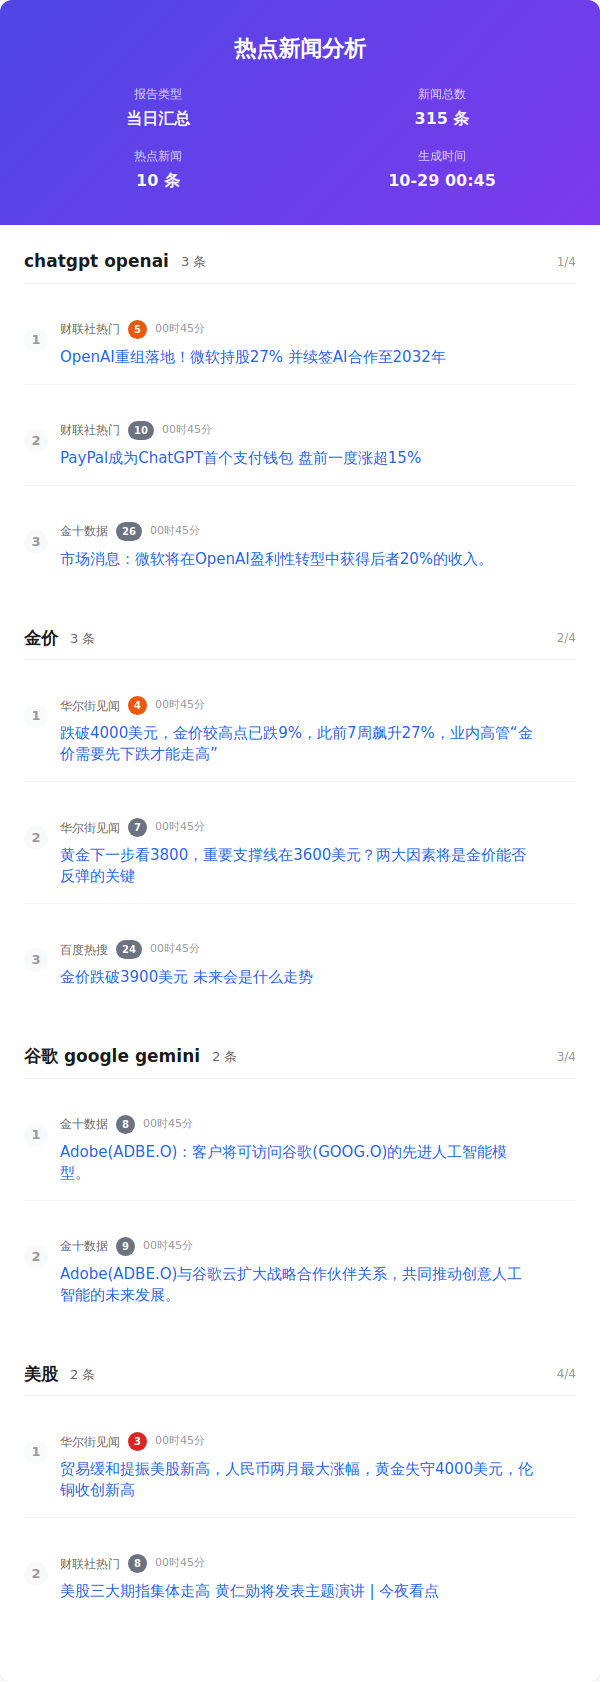 热点新闻分析
报告类型
当日汇总
新闻总数
315 条
热点新闻
10 条
生成时间
10-29 00:45
chatgpt openai 3 条 1/4
1
财联社热门 5 00时45分
OpenAI重组落地！微软持股27% 并续签AI合作至2032年
2
财联社热门 10 00时45分
PayPal成为ChatGPT首个支付钱包 盘前一度涨超15%
3
金十数据 26 00时45分
市场消息：微软将在OpenAI盈利性转型中获得后者20%的收入。
金价 3 条 2/4
1
华尔街见闻 4 00时45分
跌破4000美元，金价较高点已跌9%，此前7周飙升27%，业内高管“金
价需要先下跌才能走高”
2
华尔街见闻 7 00时45分
黄金下一步看3800，重要支撑线在3600美元？两大因素将是金价能否
反弹的关键
3
百度热搜 24 00时45分
金价跌破3900美元 未来会是什么走势
谷歌 google gemini 2 条 3/4
1
金十数据 8 00时45分
Adobe(ADBE.O)：客户将可访问谷歌(GOOG.O)的先进人工智能模
型。
2
金十数据 9 00时45分
Adobe(ADBE.O)与谷歌云扩大战略合作伙伴关系，共同推动创意人工
智能的未来发展。
美股 2 条 4/4
1
华尔街见闻 3 00时45分
贸易缓和提振美股新高，人民币两月最大涨幅，黄金失守4000美元，伦
铜收创新高
2
财联社热门 8 00时45分
美股三大期指集体走高 黄仁勋将发表主题演讲 | 今夜看点